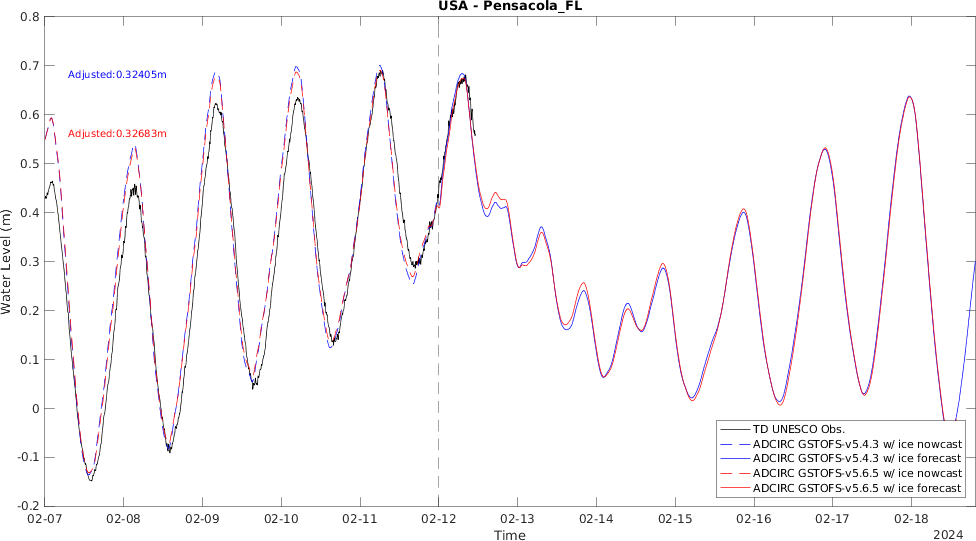 USA - Pensacola_FL
0.8
0.7
0.6
0.5
0.4
0.3
0.2
0.1
0
-0.1
-0.2
Water Level (m)
Adjusted:0.32405m
Adjusted:0.32683m
TD UNESCO Obs.
ADCIRC GSTOFS-v5.4.3 w/ ice nowcast
ADCIRC GSTOFS-v5.4.3 w/ ice forecast
ADCIRC GSTOFS-v5.6.5 w/ ice nowcast
ADCIRC GSTOFS-v5.6.5 w/ ice forecast
02-07 02-08 02-09 02-10 02-11 02-12 02-13 02-14 02-15 02-16 02-17 02-18
Time
2024